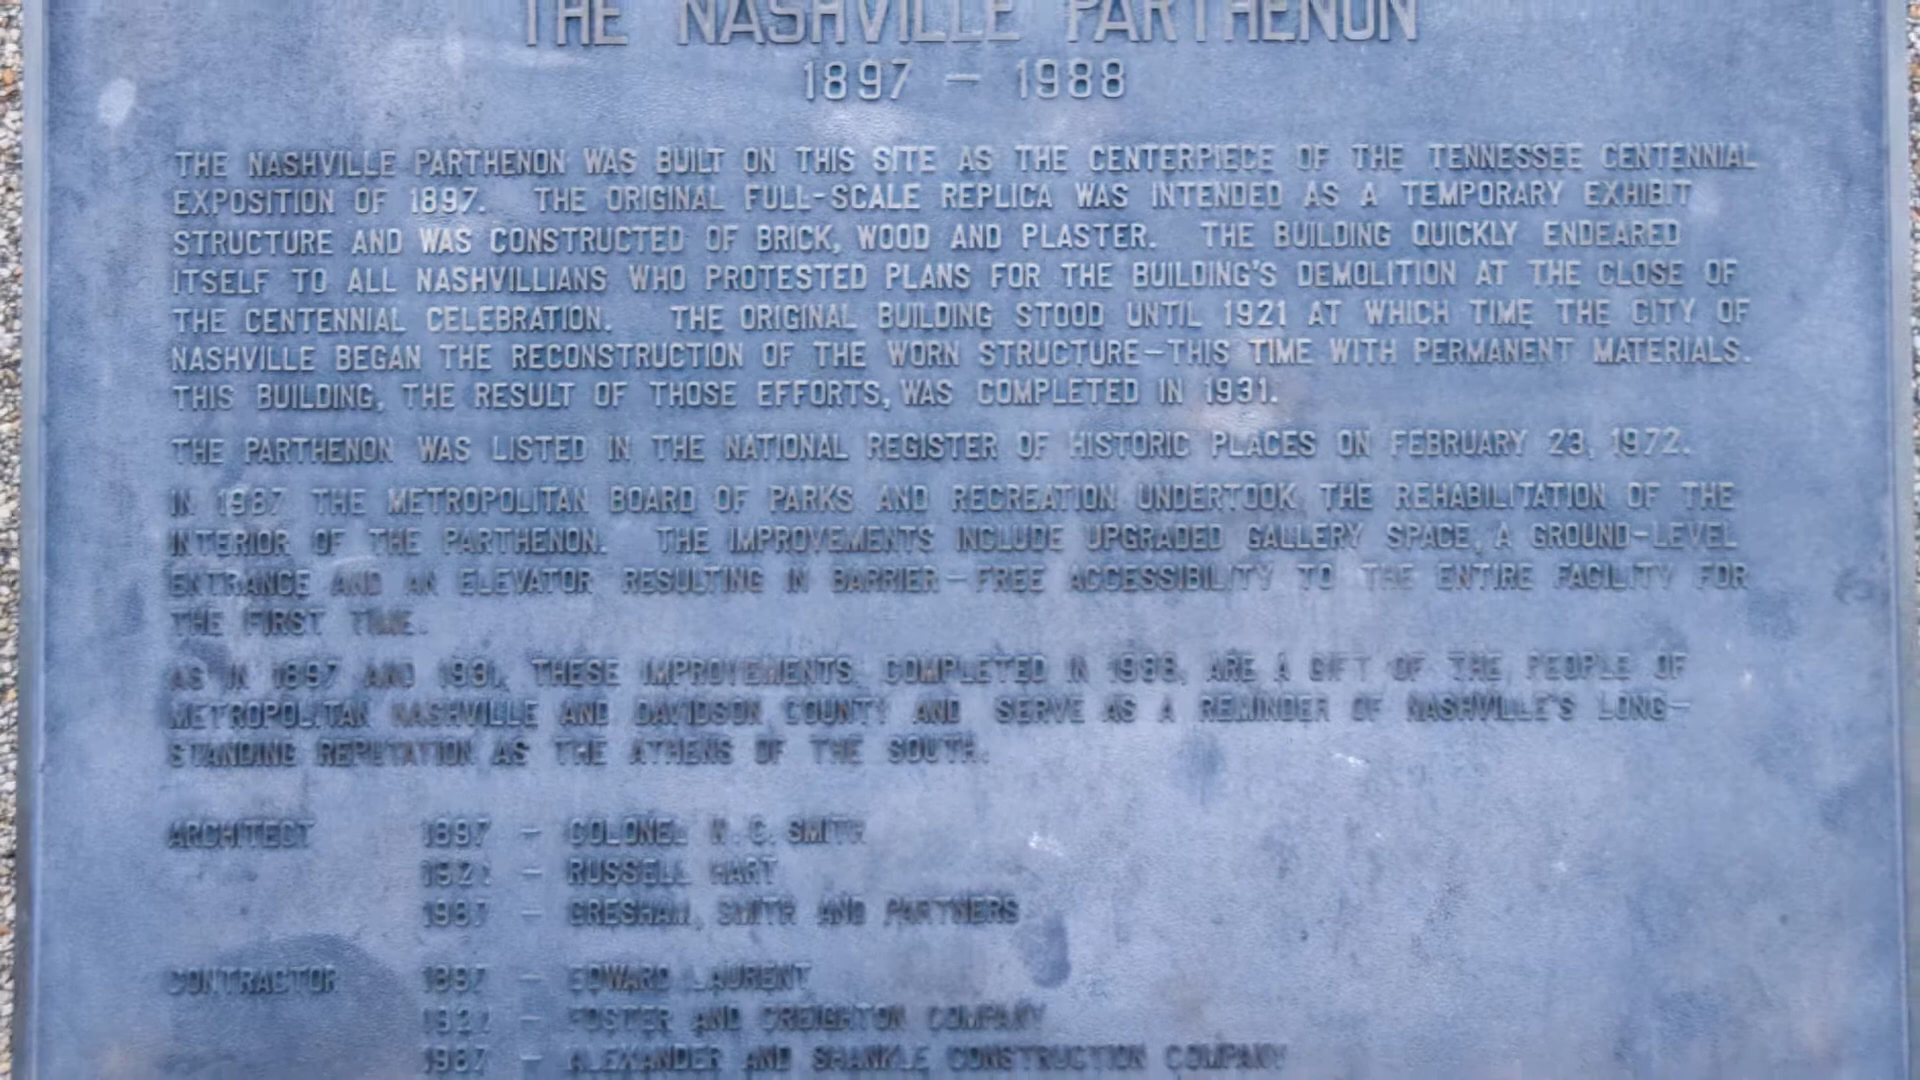 THE NASHVILLE PARTHENON
1897 — 1988
THE NASHVILLE PARTHENON WAS BUILT ON THIS SITE AS THE CENTERPIECE OF THE TENNESSEE CENTENNIAL
EXPOSITION OF 1897. THE ORIGINAL FULL-SCALE REPLICA WAS INTENDED AS A TEMPORARY EXHIBIT
STRUCTURE AND WAS CONSTRUCTED OF BRICK, WOOD AND PLASTER. THE BUILDING QUICKLY ENDEARED
ITSELF TO ALL NASHVILLIANS WHO PROTESTED PLANS FOR THE BUILDING'S DEMOLITION AT THE CLOSE OF
THE CENTENNIAL CELEBRATION. THE ORIGINAL BUILDING STOOD UNTIL 1921 AT WHICH TIME THE CITY OF
NASHVILLE BEGAN THE RECONSTRUCTION OF THE WORN STRUCTURE—THIS TIME WITH PERMANENT MATERIALS.
THIS BUILDING, THE RESULT OF THOSE EFFORTS, WAS COMPLETED IN 1931.
THE PARTHENON WAS LISTED IN THE NATIONAL REGISTER OF HISTORIC PLACES ON FEBRUARY 23, 1972.
IN 1987 THE METROPOLITAN BOARD OF PARKS AND RECREATION UNDERTOOK THE REHABILITATION OF THE
INTERIOR OF THE PARTHENON. THE IMPROVEMENTS INCLUDE UPGRADED GALLERY SPACE, A GROUND-LEVEL
ENTRANCE AND AN ELEVATOR RESULTING IN BARRIER-FREE ACCESSIBILITY TO THE ENTIRE FACILITY FOR
THE FIRST TIME.
AS IN 1897 AND 1931, THESE IMPROVEMENTS, COMPLETED IN 1988, ARE A GIFT OF THE PEOPLE OF
METROPOLITAN NASHVILLE AND DAVIDSON COUNTY AND SERVE AS A REMINDER OF NASHVILLE'S LONG-
STANDING REPUTATION AS THE ATHENS OF THE SOUTH.
ARCHITECT 1897 — COLONEL W. C. SMITH
1921 — RUSSELL HART
1987 — GRESHAM, SMITH AND PARTNERS
CONTRACTOR 1897 — EDWARD LAURENT
1921 — FOSTER AND CREIGHTON COMPANY
1987 — ALEXANDER AND SHANKLE CONSTRUCTION COMPANY